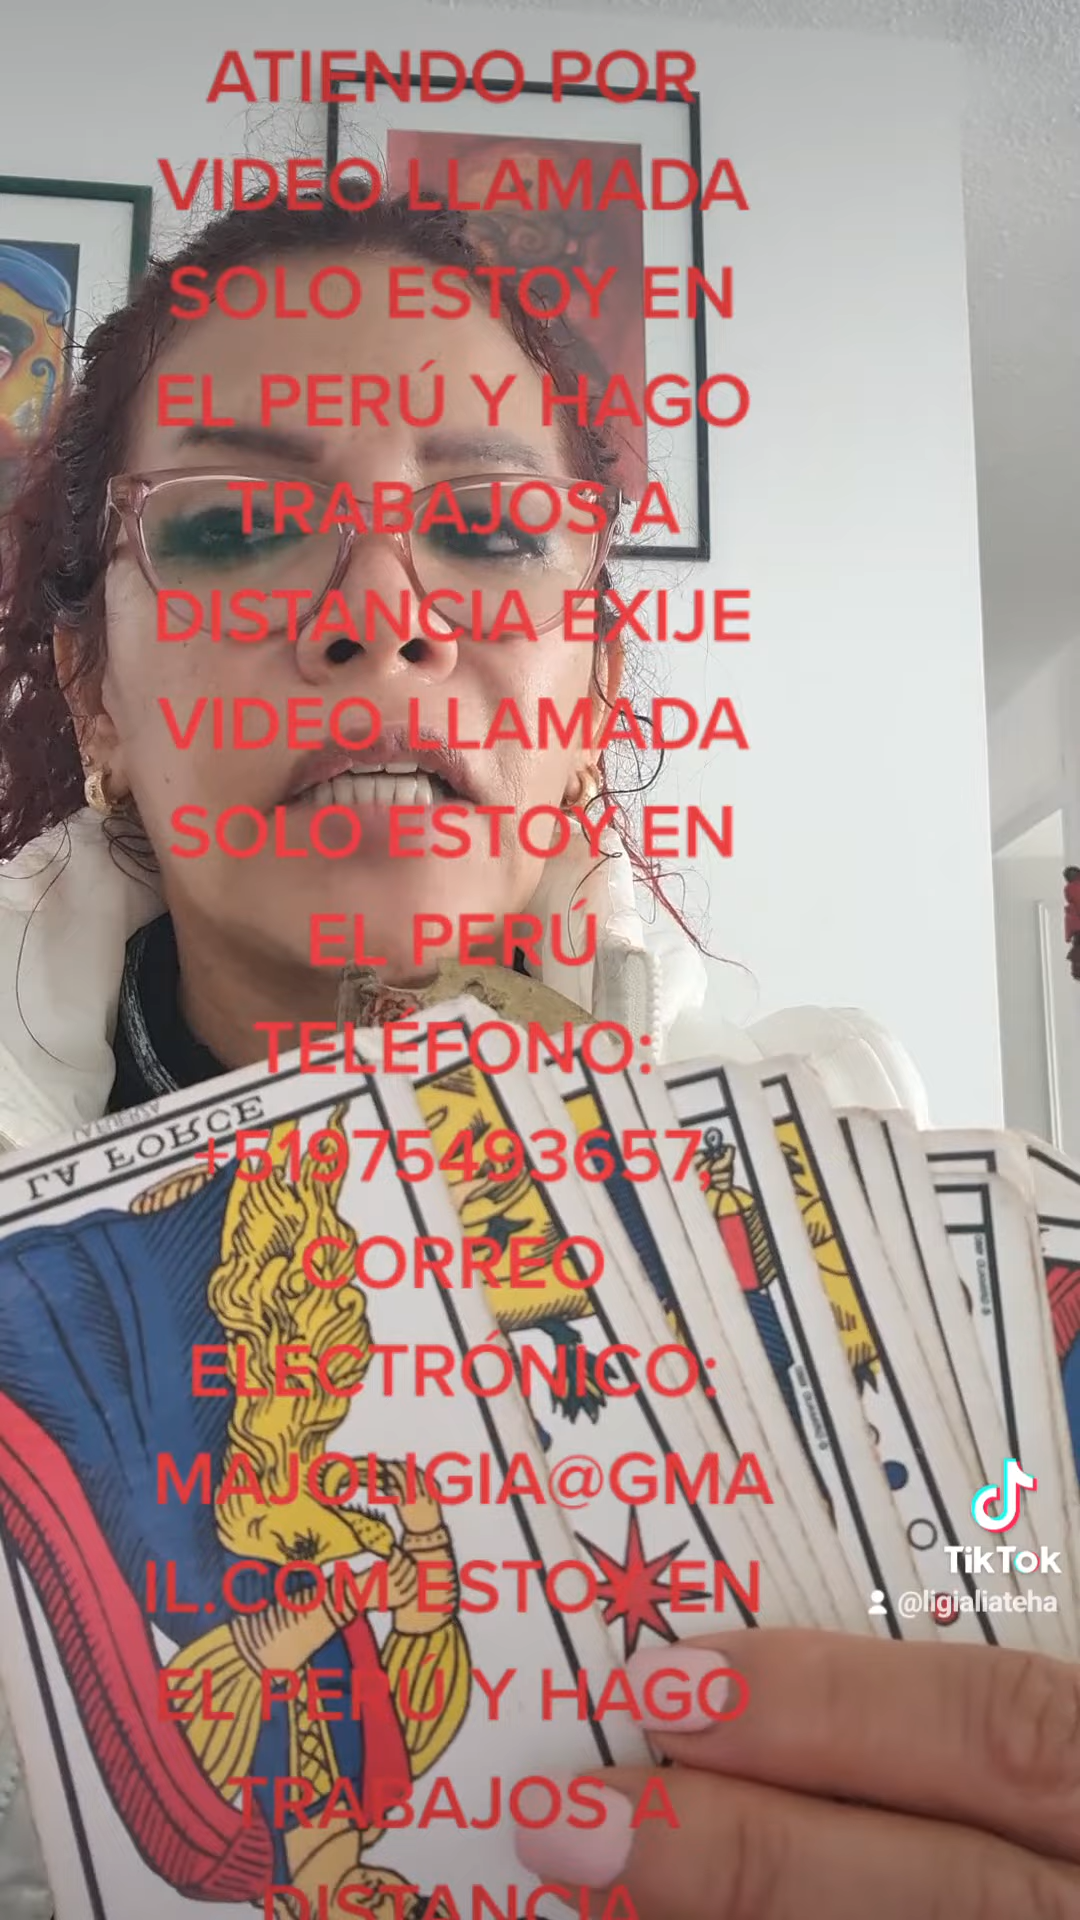 ATIENDO POR
VIDEO LLAMADA
SOLO ESTOY EN
EL PERÚ Y HAGO
TRABAJOS A
DISTANCIA EXIJE
VIDEO LLAMADA
SOLO ESTOY EN
EL PERÚ
TELÉFONO:
+51975493657,
CORREO
ELECTRÓNICO:
MAJOLIGIA@GMA
IL.COM ESTOY EN
EL PERÚ Y HAGO
TRABAJOS A
DISTANCIA
LA FORCE
TikTok
@ligialiateha